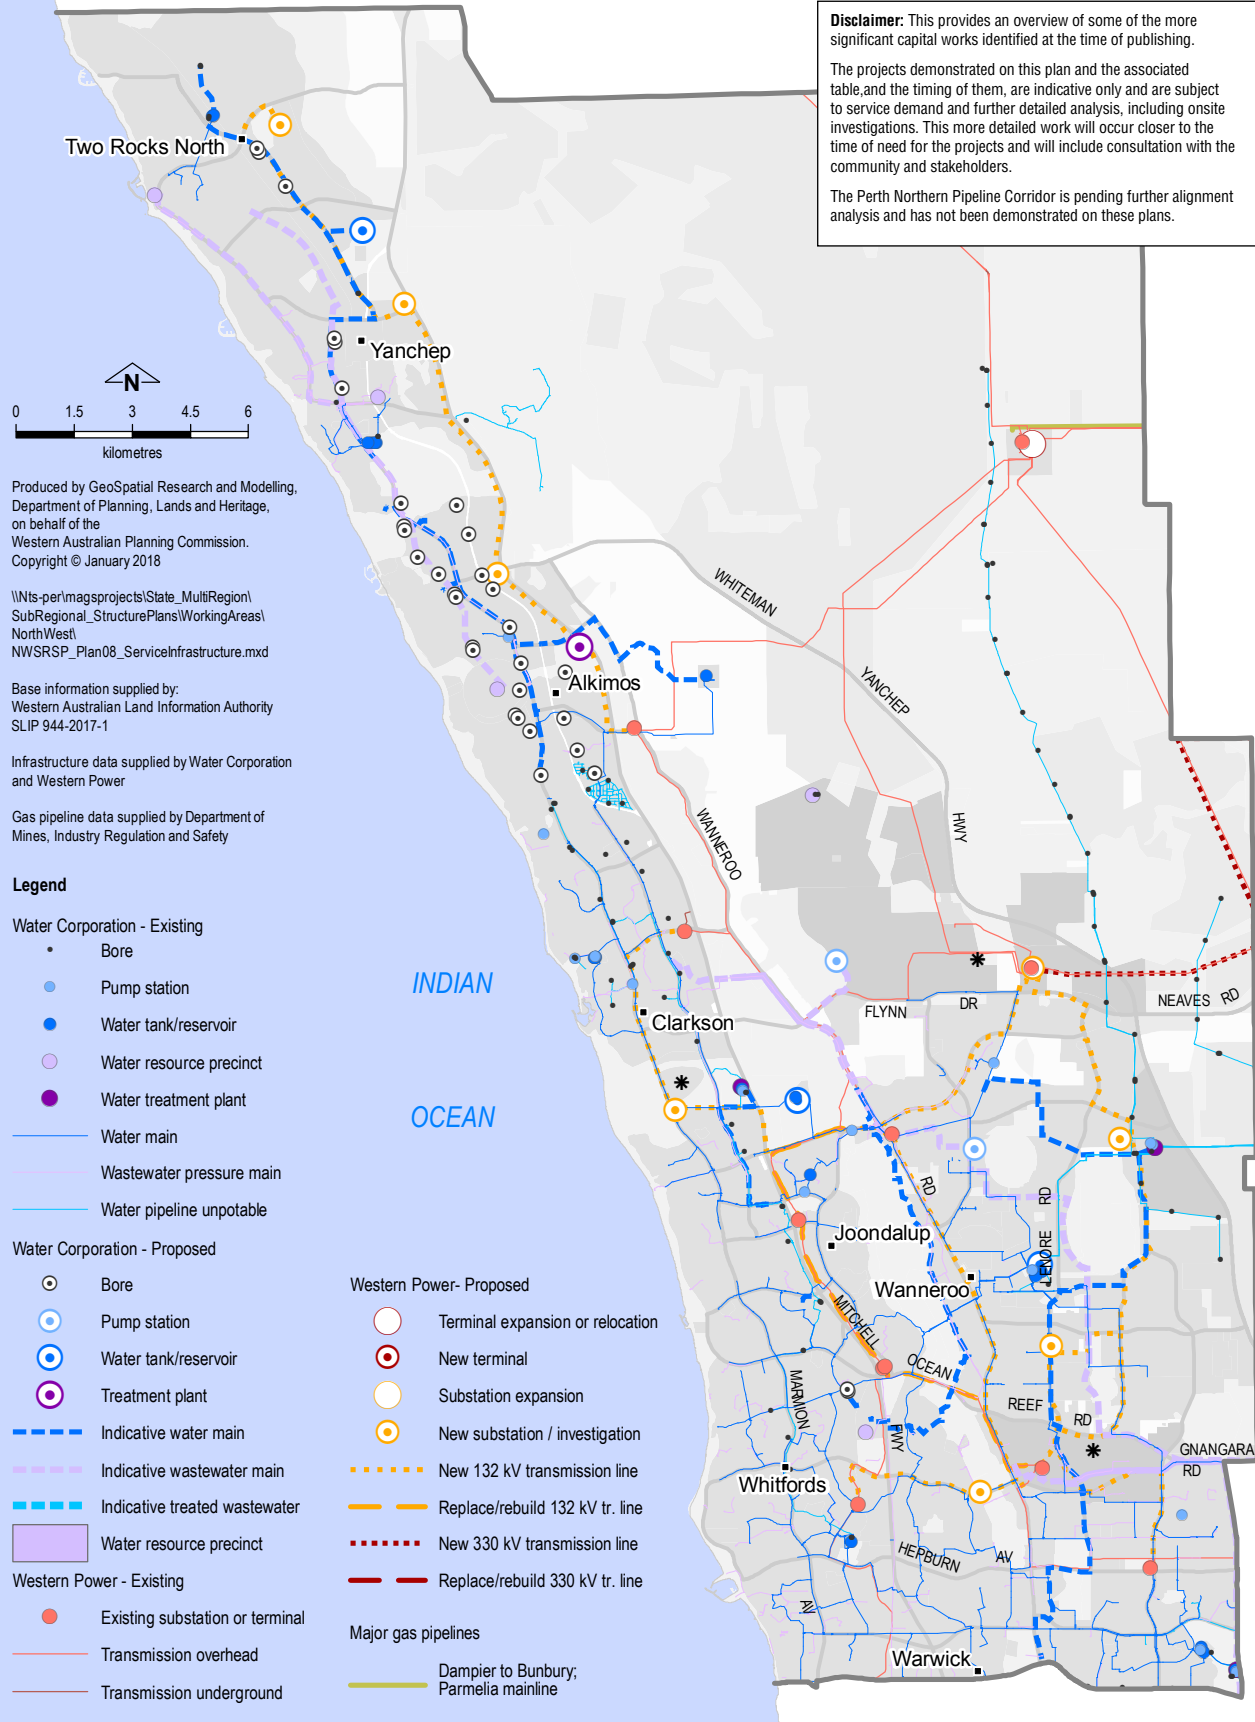 Disclaimer: This provides an overview of some of the more
significant capital works identified at the time of publishing.
The projects demonstrated on this plan and the associated
table,and the timing of them, are indicative only and are subject
to service demand and further detailed analysis, including onsite
investigations. This more detailed work will occur closer to the
time of need for the projects and will include consultation with the
community and stakeholders.
The Perth Northern Pipeline Corridor is pending further alignment
analysis and has not been demonstrated on these plans.
Two Rocks North
Yanchep
N
0 1.5 3 4.5 6
kilometres
Produced by GeoSpatial Research and Modelling,
Department of Planning, Lands and Heritage,
on behalf of the
Western Australian Planning Commission.
Copyright © January 2018
\\Nts-per\magsprojects\State_MultiRegion\
SubRegional_StructurePlans\WorkingAreas\
NorthWest\
NWSRSP_Plan08_ServiceInfrastructure.mxd
Base information supplied by:
Western Australian Land Information Authority
SLIP 944-2017-1
Infrastructure data supplied by Water Corporation
and Western Power
Gas pipeline data supplied by Department of
Mines, Industry Regulation and Safety
WHITEMAN
YANCHEP
HWY
Alkimos
WANNEROO
INDIAN
OCEAN
Clarkson
FLYNN
DR
NEAVES RD
RD
LENORE
RD
Joondalup
Wanneroo
MITCHELL
FWY
MARMION
AV
OCEAN
REEF
RD
GNANGARA
RD
Whitfords
HEPBURN
AV
Warwick
Legend
Water Corporation - Existing
Bore
Pump station
Water tank/reservoir
Water resource precinct
Water treatment plant
Water main
Wastewater pressure main
Water pipeline unpotable
Water Corporation - Proposed
Bore
Pump station
Water tank/reservoir
Treatment plant
Indicative water main
Indicative wastewater main
Indicative treated wastewater
Water resource precinct
Western Power - Existing
Existing substation or terminal
Transmission overhead
Transmission underground
Western Power- Proposed
Terminal expansion or relocation
New terminal
Substation expansion
New substation / investigation
New 132 kV transmission line
Replace/rebuild 132 kV tr. line
New 330 kV transmission line
Replace/rebuild 330 kV tr. line
Major gas pipelines
Dampier to Bunbury;
Parmelia mainline